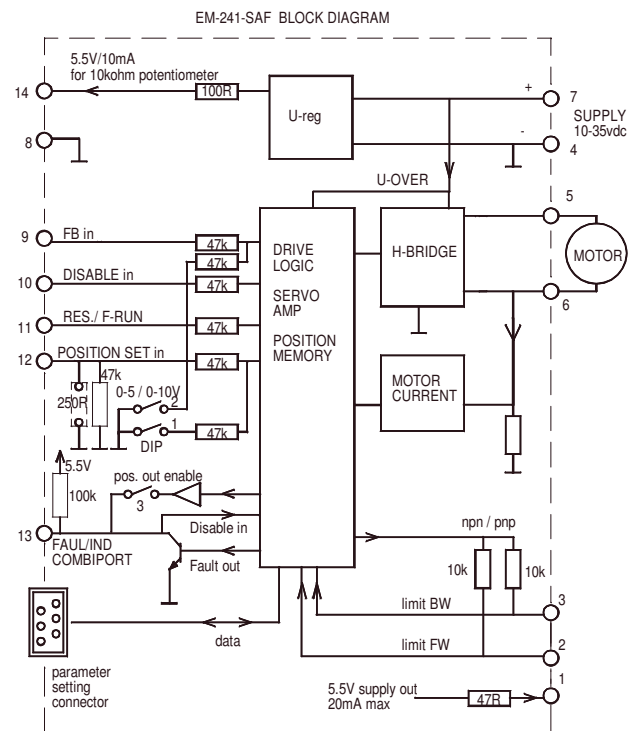 EM-241-SAF BLOCK DIAGRAM
5.5V/10mA
for 10kohm potentiometer
14
100R
U-reg
+
7
SUPPLY
10-35vdc
8
-
4
U-OVER
5
9
FB in
47k
47k
DRIVE
LOGIC
SERVO
AMP
POSITION
MEMORY
H-BRIDGE
MOTOR
10
DISABLE in
47k
6
11
RES./ F-RUN
47k
12
POSITION SET in
47k
47k
250R
0-5 / 0-10V
2
1
DIP
47k
MOTOR
CURRENT
5.5V
100k
pos. out enable
3
13
FAUL/IND
COMBIPORT
Disable in
Fault out
npn / pnp
10k
10k
limit BW
3
limit FW
2
data
parameter
setting
connector
5.5V supply out
20mA max
47R
1